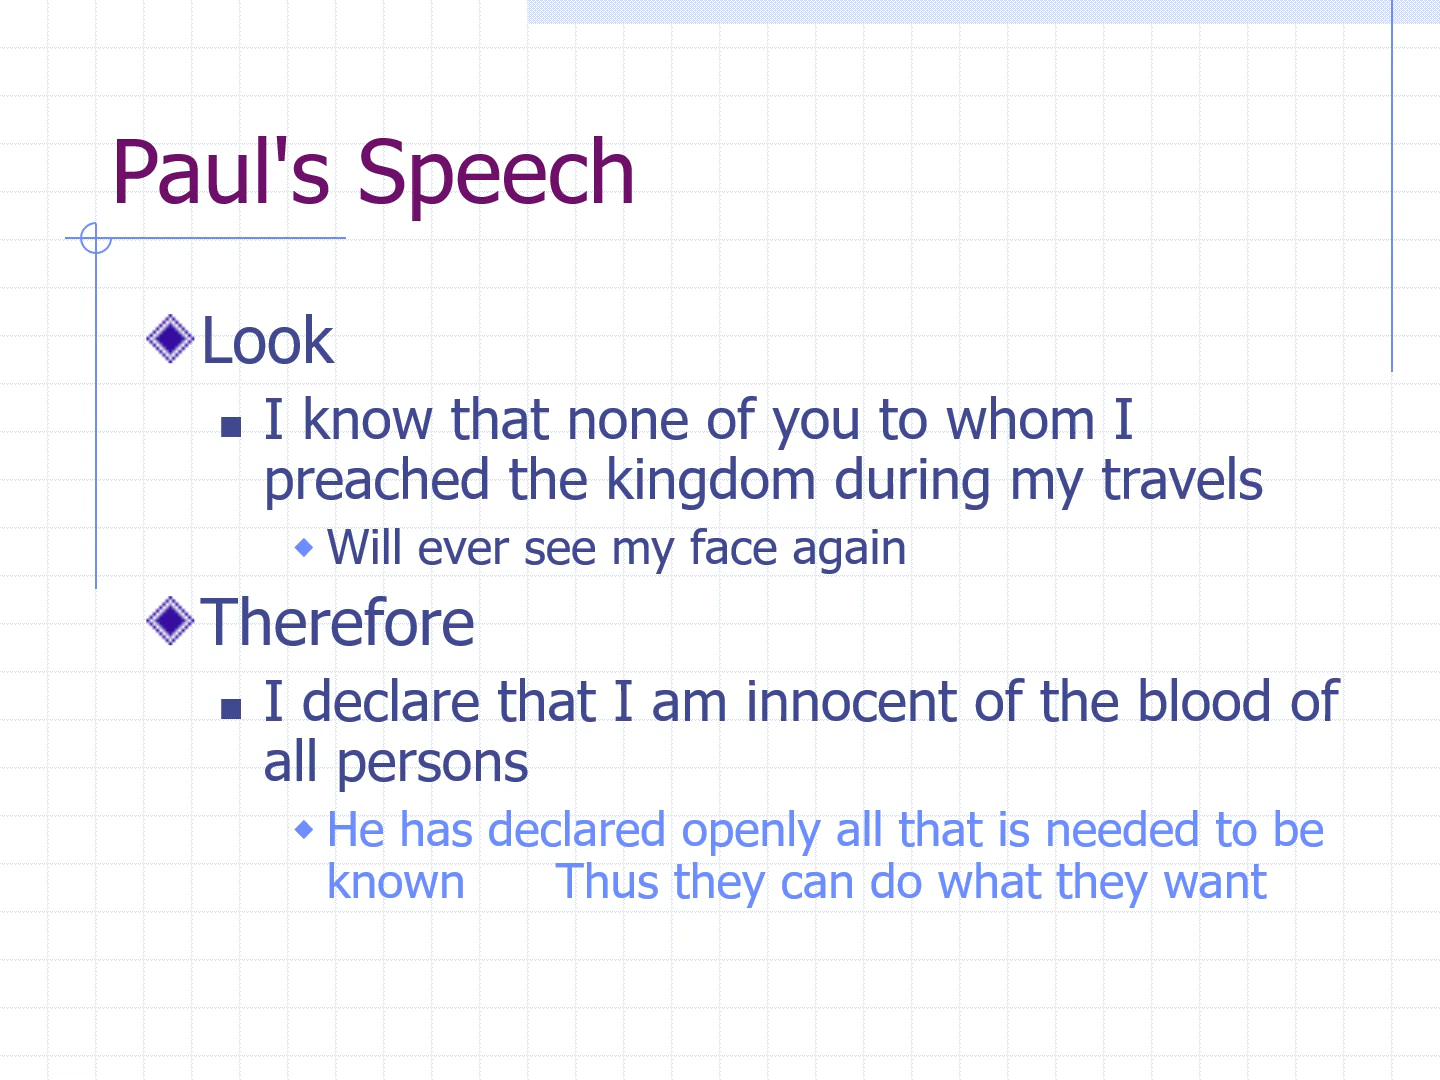 Paul's Speech
Look
I know that none of you to whom I
preached the kingdom during my travels
Will ever see my face again
Therefore
I declare that I am innocent of the blood of
all persons
He has declared openly all that is needed to be
known Thus they can do what they want